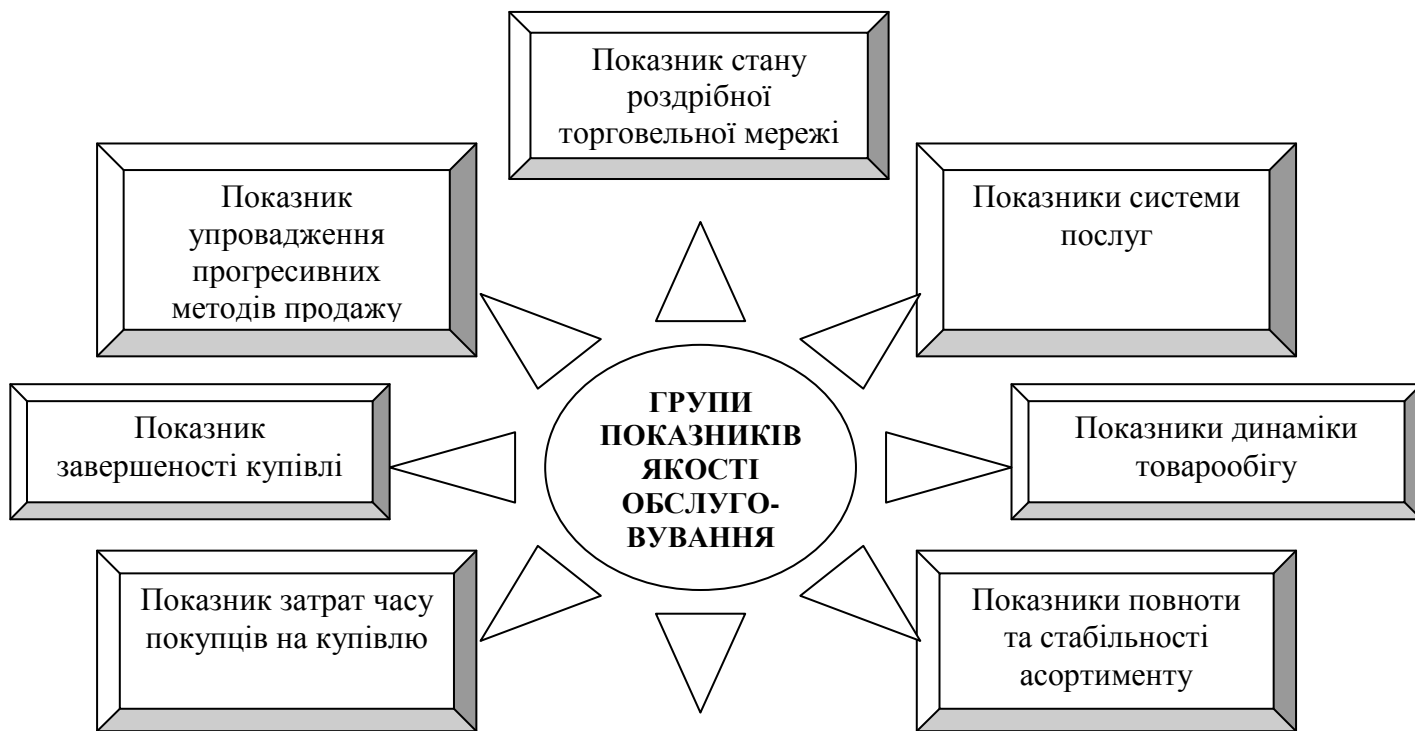 Показник стану
роздрібної
торговельної мережі
Показник
упровадження
прогресивних
методів продажу
Показники системи
послуг
ГРУПИ
ПОКАЗНИКІВ
ЯКОСТІ
ОБСЛУГО-
ВУВАННЯ
Показник
завершеності купівлі
Показники динаміки
товарообігу
Показник затрат часу
покупців на купівлю
Показники повноти
та стабільності
асортименту